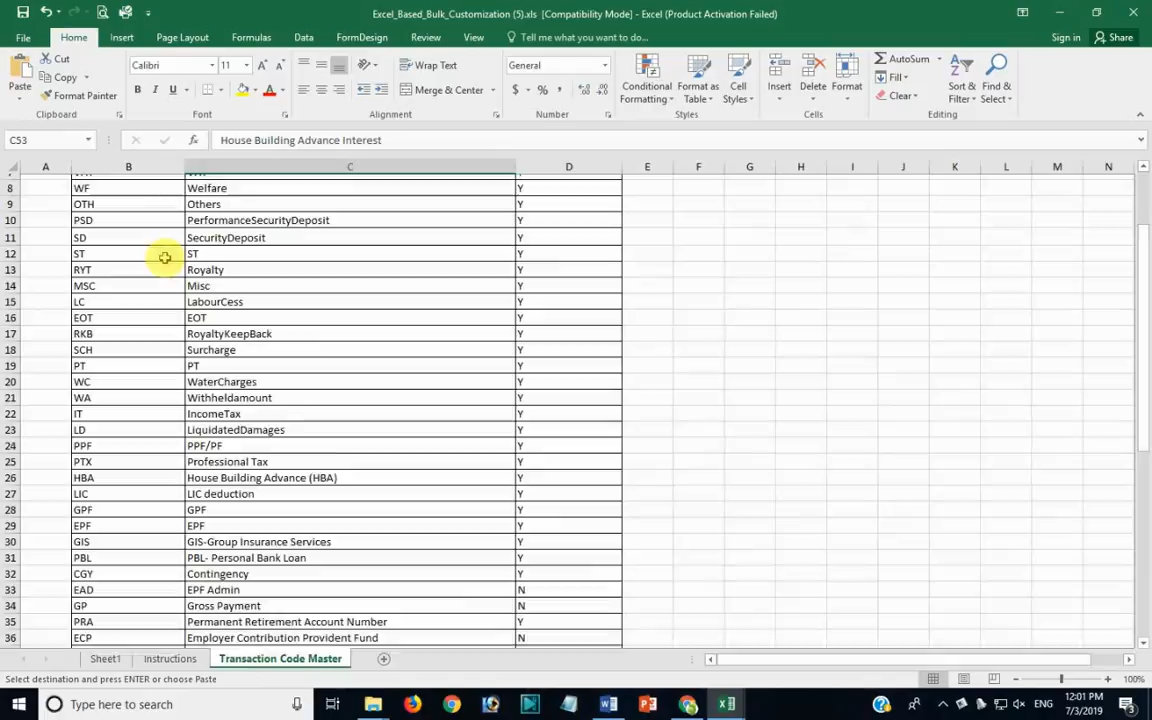 Excel_Based_Bulk_Customization (5).xls [Compatibility Mode] - Excel (Product Activation Failed)
File Home Insert Page Layout Formulas Data FormDesign Review View Tell me what you want to do... Sign in Share
Paste Cut Copy Format Painter
Clipboard
Calibri 11 A A
B I U A
Font
Wrap Text
Merge & Center
Alignment
General
$ % ,
Number
Conditional Formatting Format as Table Cell Styles
Styles
Insert Delete Format
Cells
AutoSum Fill Clear Sort & Filter Find & Select
Editing
C53 fx House Building Advance Interest
A B C D E F G H I J K L M N
8 WF Welfare Y
9 OTH Others Y
10 PSD PerformanceSecurityDeposit Y
11 SD SecurityDeposit Y
12 ST ST Y
13 RYT Royalty Y
14 MSC Misc Y
15 LC LabourCess Y
16 EOT EOT Y
17 RKB RoyaltyKeepBack Y
18 SCH Surcharge Y
19 PT PT Y
20 WC WaterCharges Y
21 WA Withheldamount Y
22 IT IncomeTax Y
23 LD LiquidatedDamages Y
24 PPF PPF/PF Y
25 PTX Professional Tax Y
26 HBA House Building Advance (HBA) Y
27 LIC LIC deduction Y
28 GPF GPF Y
29 EPF EPF Y
30 GIS GIS-Group Insurance Services Y
31 PBL PBL- Personal Bank Loan Y
32 CGY Contingency Y
33 EAD EPF Admin N
34 GP Gross Payment N
35 PRA Permanent Retirement Account Number Y
36 ECP Employer Contribution Provident Fund N
Sheet1 Instructions Transaction Code Master
Select destination and press ENTER or choose Paste 100%
Type here to search
ENG
12:01 PM
7/3/2019
3